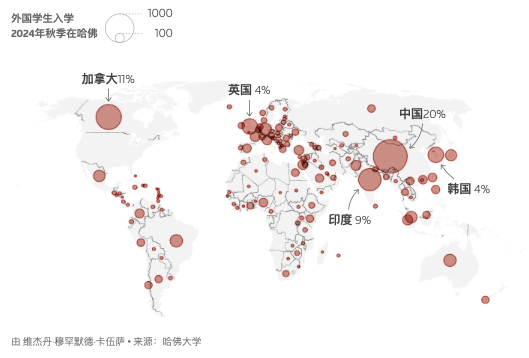 外国学生入学
2024年秋季在哈佛
1000
100
加拿大11%
英国 4%
中国20%
韩国 4%
印度 9%
由 维杰丹·穆罕默德·卡伍萨 • 来源：哈佛大学